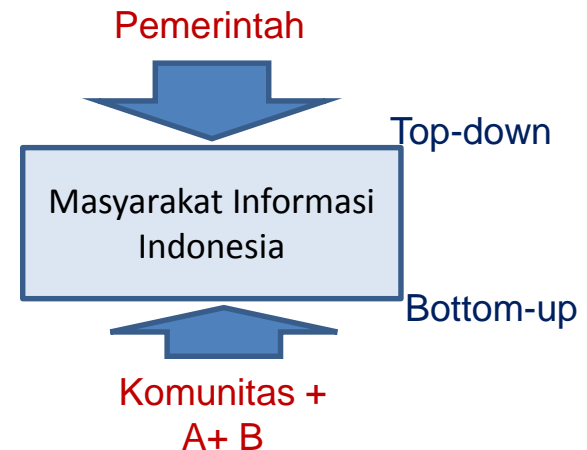 Pemerintah
Top-down
Masyarakat Informasi
Indonesia
Bottom-up
Komunitas +
A+ B